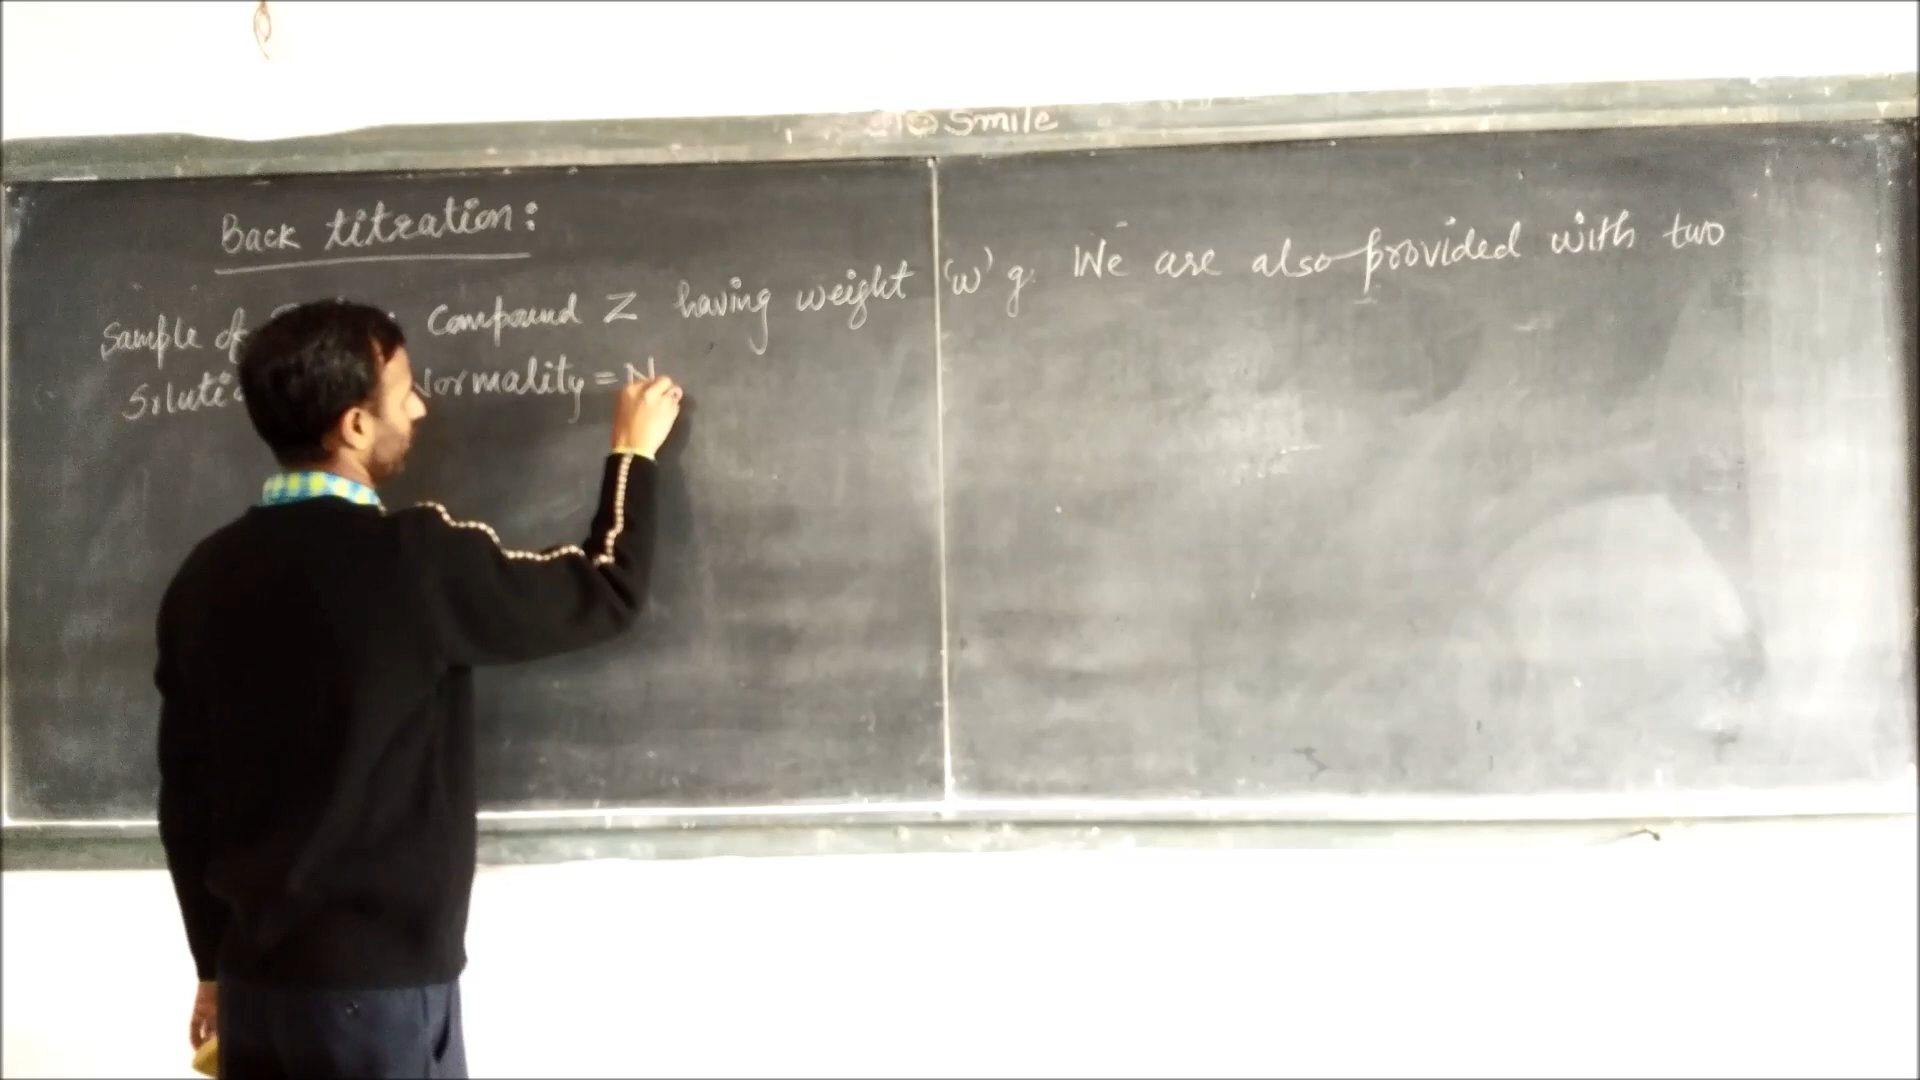 Smile
Back titration:
Sample of Compound Z having weight 'w' g. We are also provided with two
Normality = N